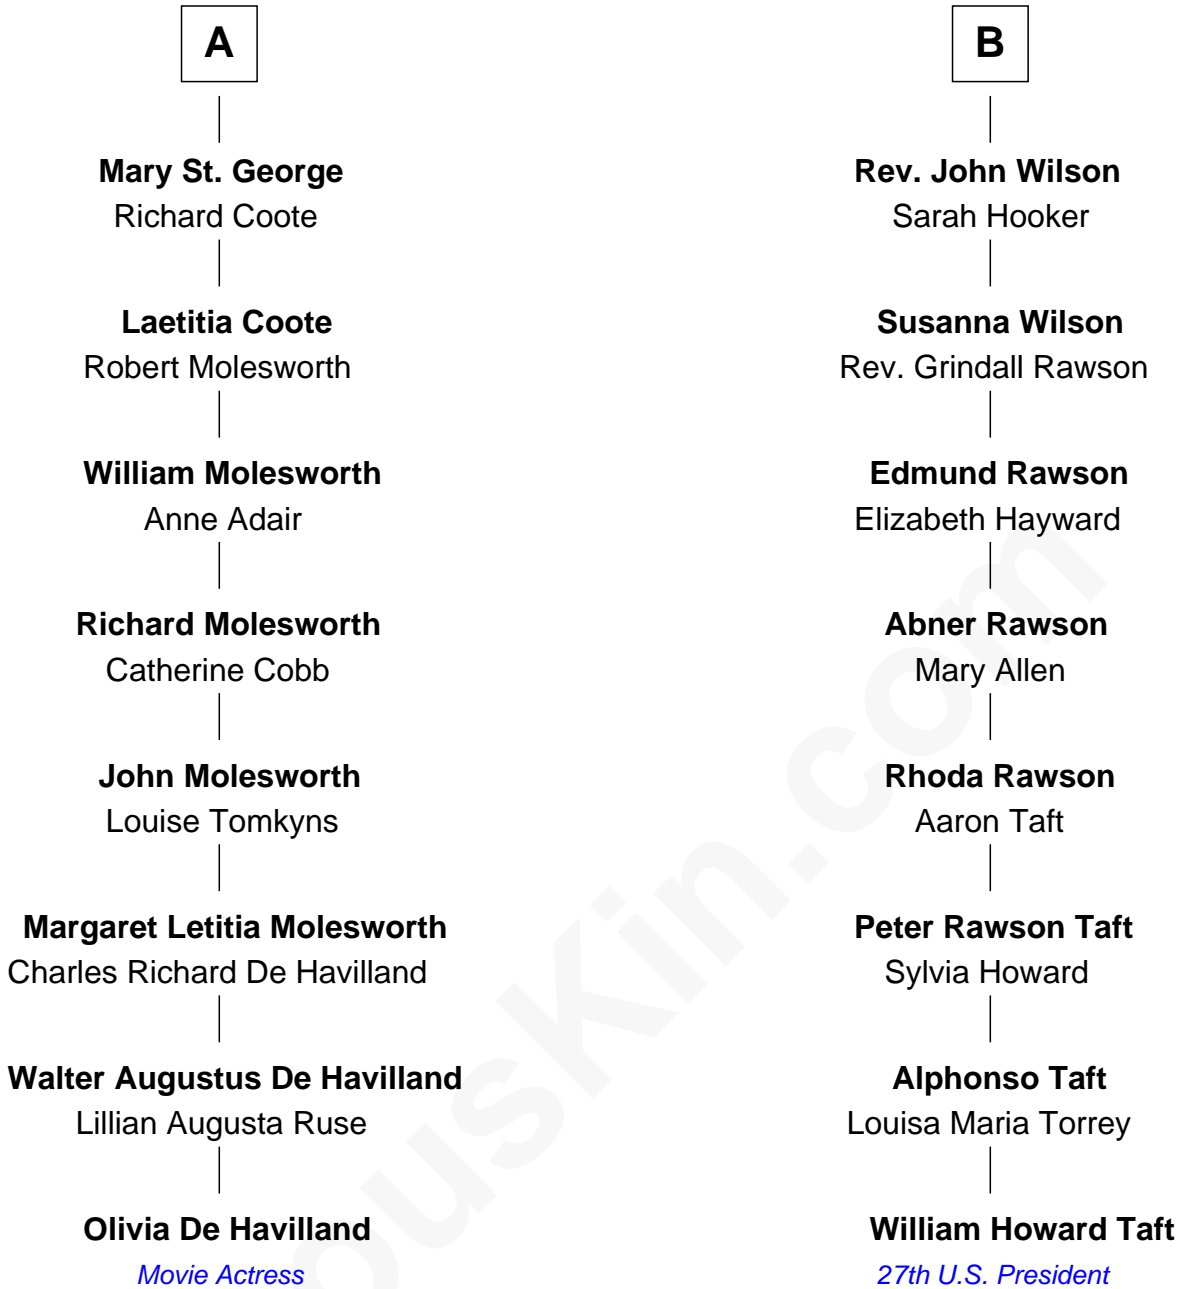 A
B
Mary St. George
Richard Coote
Rev. John Wilson
Sarah Hooker
Laetitia Coote
Robert Molesworth
Susanna Wilson
Rev. Grindall Rawson
William Molesworth
Anne Adair
Edmund Rawson
Elizabeth Hayward
Richard Molesworth
Catherine Cobb
Abner Rawson
Mary Allen
John Molesworth
Louise Tomkyns
Rhoda Rawson
Aaron Taft
Margaret Letitia Molesworth
Charles Richard De Havilland
Peter Rawson Taft
Sylvia Howard
Walter Augustus De Havilland
Lillian Augusta Ruse
Alphonso Taft
Louisa Maria Torrey
Olivia De Havilland
Movie Actress
William Howard Taft
27th U.S. President
ousKin.com